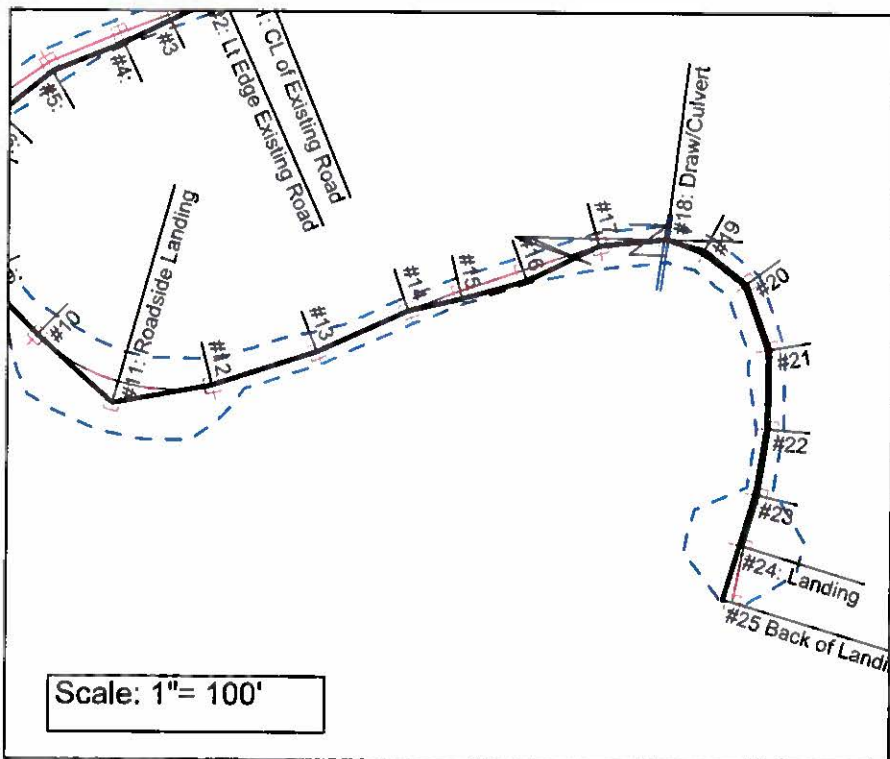 #3
#4:
#5:
6:
2: Lt Edge Existing Road
1: CL of Existing Road
#10
#11: Roadside Landing
#12
#13
#14
#15
#16
#17
#18: Draw/Culvert
#19
#20
#21
#22
#23
#24: Landing
#25 Back of Landi
Scale: 1"= 100'